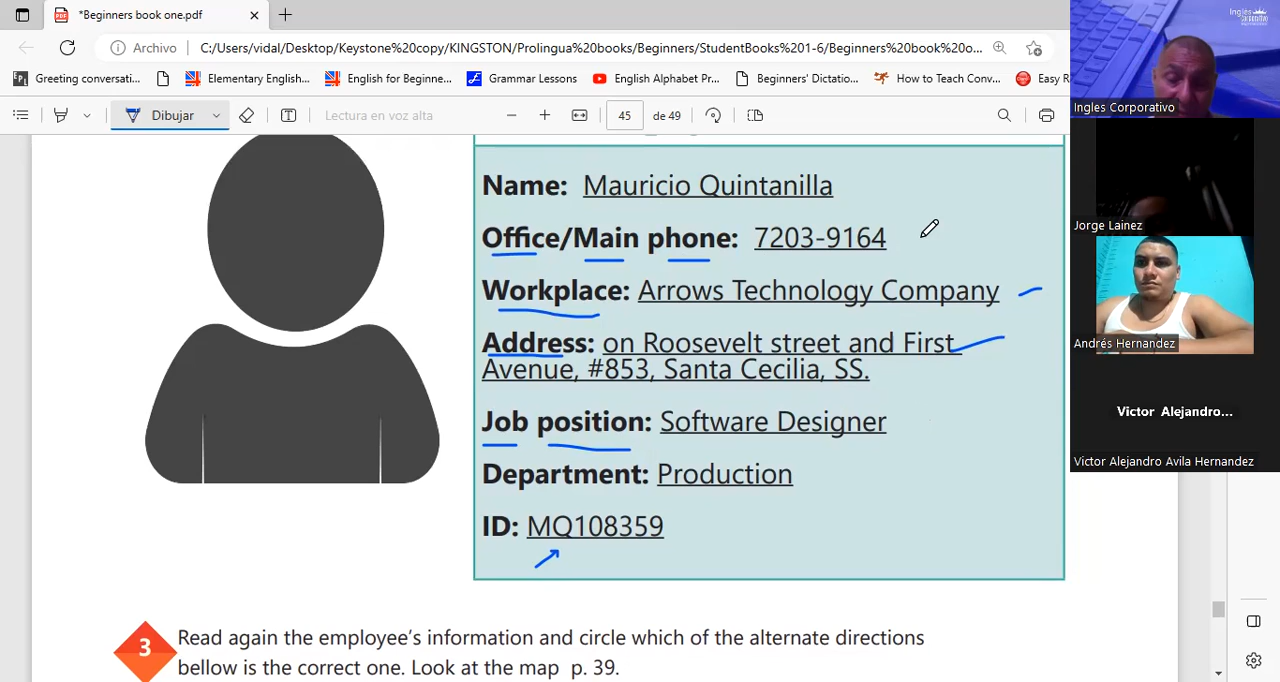 *Beginners book one.pdf
Archivo
C:/Users/vidal/Desktop/Keystone%20copy/KINGSTON/Prolingua%20books/Beginners/StudentBooks%201-6/Beginners%20book%20o...
Greeting conversati...
Elementary English...
English for Beginne...
Grammar Lessons
English Alphabet Pr...
Beginners' Dictatio...
How to Teach Conv...
Easy R
Dibujar
Lectura en voz alta
45
de 49
Name: Mauricio Quintanilla
Office/Main phone: 7203-9164
Workplace: Arrows Technology Company
Address: on Roosevelt street and First
Avenue, #853, Santa Cecilia, SS.
Job position: Software Designer
Department: Production
ID: MQ108359
3
Read again the employee's information and circle which of the alternate directions
bellow is the correct one. Look at the map p. 39.
Ingles
Ingles Corporativo
Jorge Lainez
Andrés Hernandez
Victor Alejandro...
Victor Alejandro Avila Hernandez